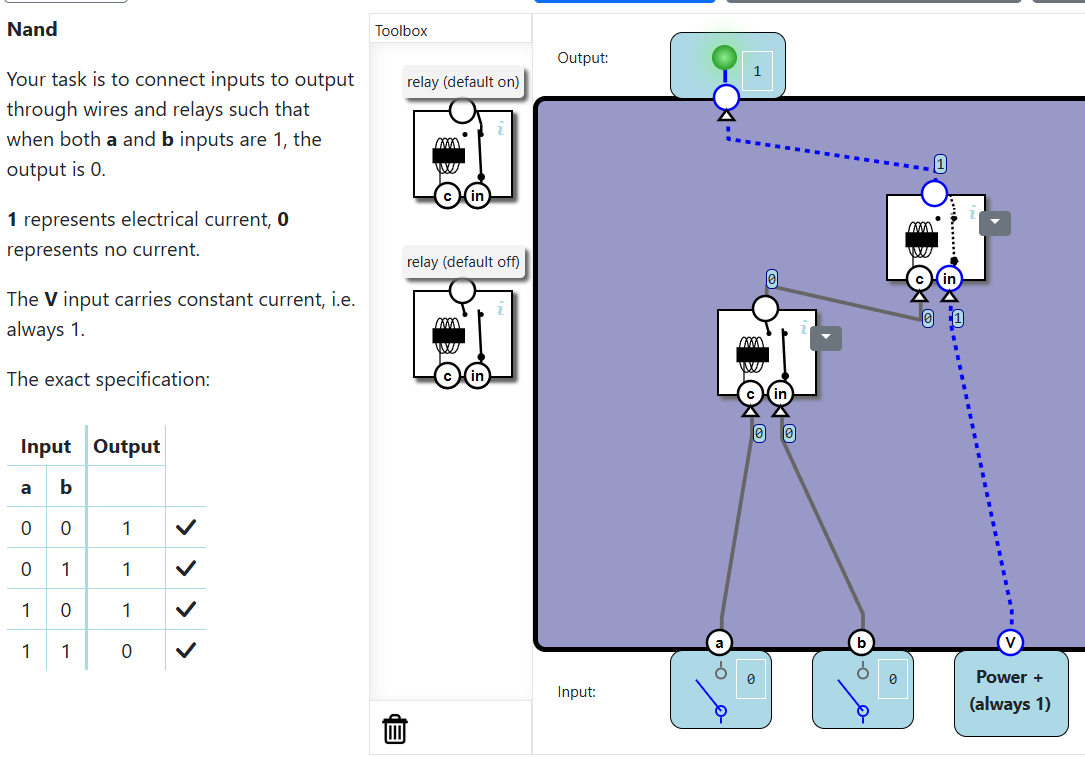 Nand
Your task is to connect inputs to output
through wires and relays such that
when both a and b inputs are 1, the
output is 0.
1 represents electrical current, 0
represents no current.
The V input carries constant current, i.e.
always 1.
The exact specification:
Input Output
a b
0 0 1
0 1 1
1 0 1
1 1 0
Toolbox
relay (default on)
i
c in
relay (default off)
i
c in
Output:
1
1
i
c in
0 1
0
i
c in
0 0
a b V
Input:
0
0
Power +
(always 1)